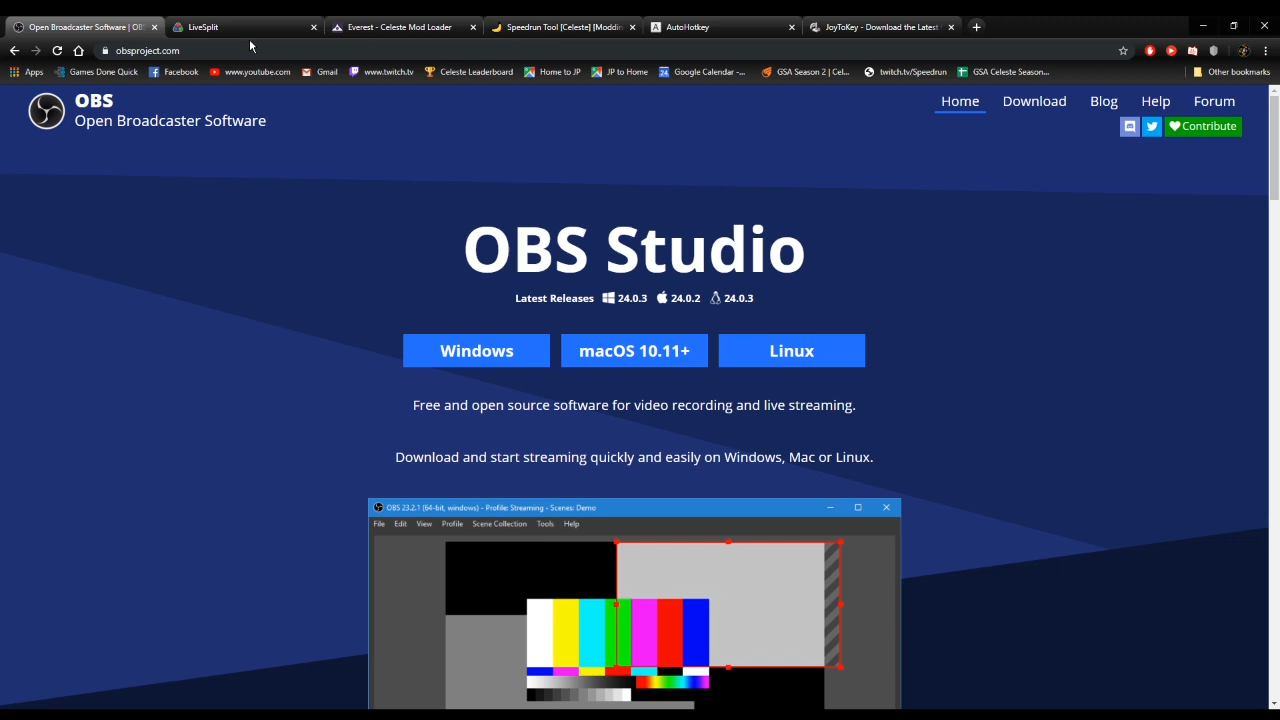 Open Broadcaster Software | OBS
LiveSplit
Everest - Celeste Mod Loader
Speedrun Tool [Celeste] [Moddin
AutoHotkey
JoyToKey - Download the Latest
obsproject.com
Apps
Games Done Quick
Facebook
www.youtube.com
Gmail
www.twitch.tv
Celeste Leaderboard
Home to JP
JP to Home
Google Calendar -...
GSA Season 2 | Cel...
twitch.tv/Speedrun
GSA Celeste Season...
Other bookmarks
OBS
Open Broadcaster Software
Home
Download
Blog
Help
Forum
Contribute
OBS Studio
Latest Releases 24.0.3 24.0.2 24.0.3
Windows
macOS 10.11+
Linux
Free and open source software for video recording and live streaming.
Download and start streaming quickly and easily on Windows, Mac or Linux.
OBS 23.2.1 (64-bit, windows) - Profile: Streaming - Scenes: Demo
File Edit View Profile Scene Collection Tools Help